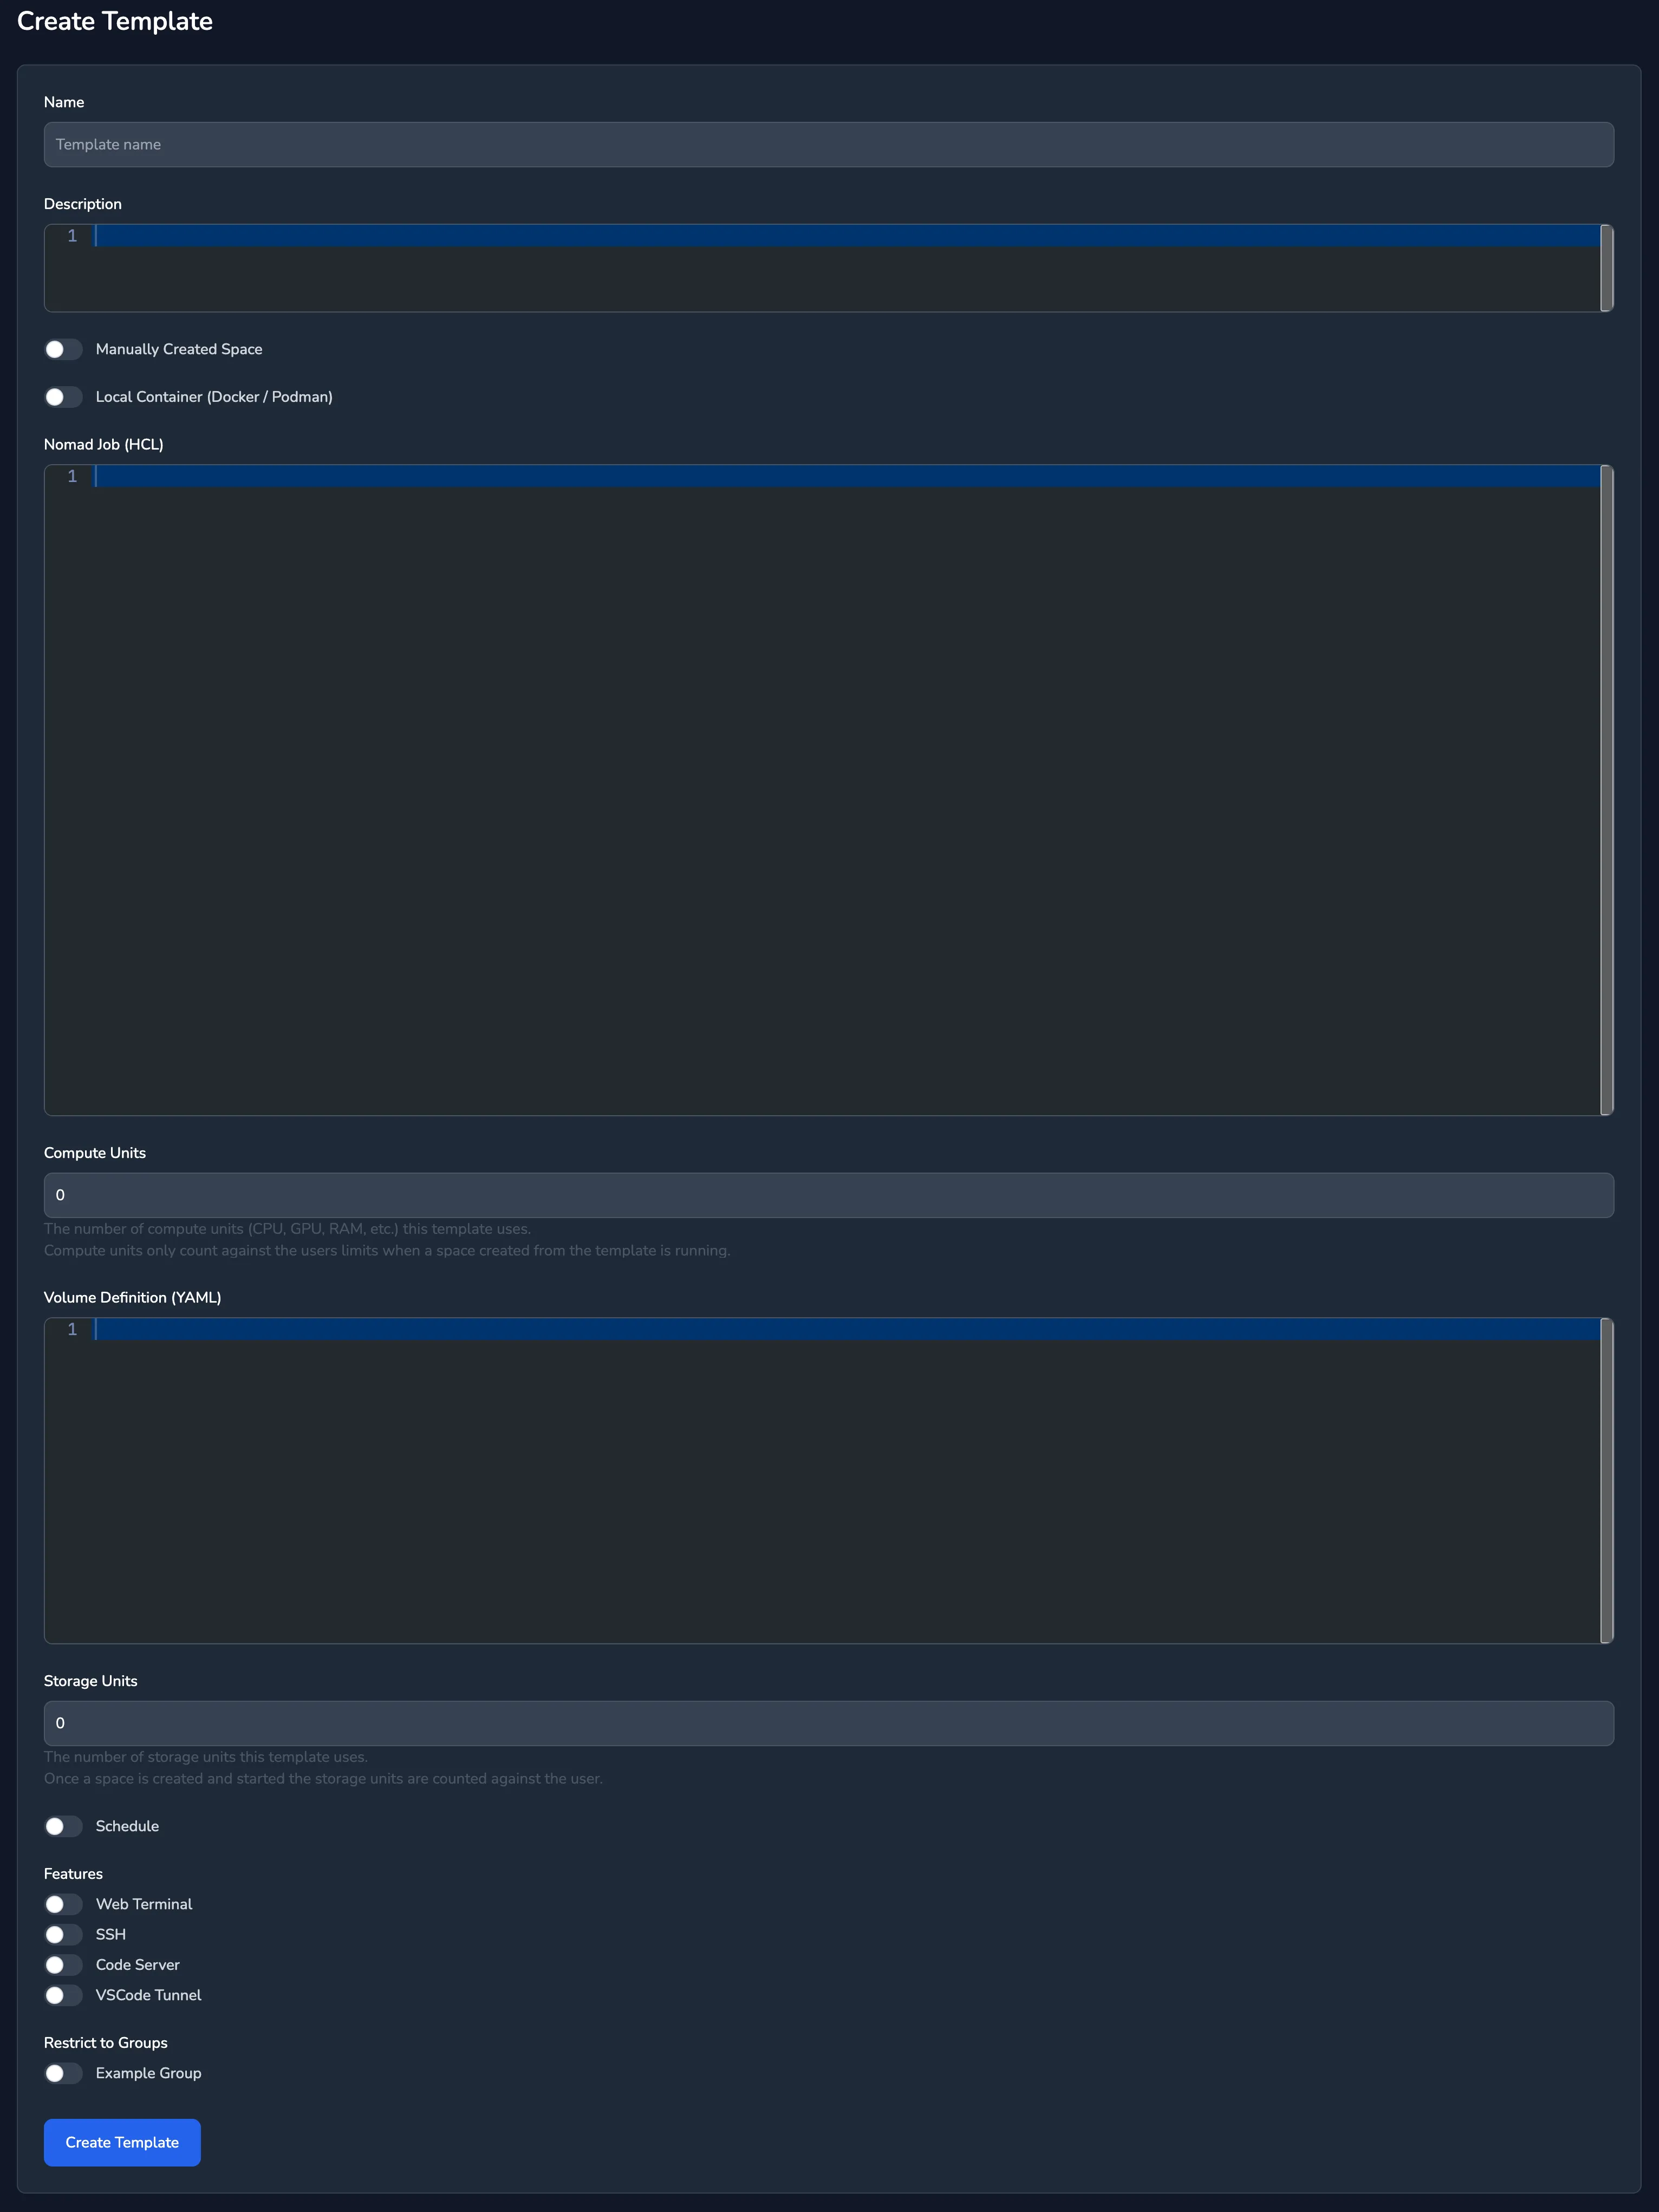 Create Template
Name
Template name
Description
1
Manually Created Space
Local Container (Docker / Podman)
Nomad Job (HCL)
1
Compute Units
0
The number of compute units (CPU, GPU, RAM, etc.) this template uses.
Compute units only count against the users limits when a space created from the template is running.
Volume Definition (YAML)
1
Storage Units
0
The number of storage units this template uses.
Once a space is created and started the storage units are counted against the user.
Schedule
Features
Web Terminal
SSH
Code Server
VSCode Tunnel
Restrict to Groups
Example Group
Create Template